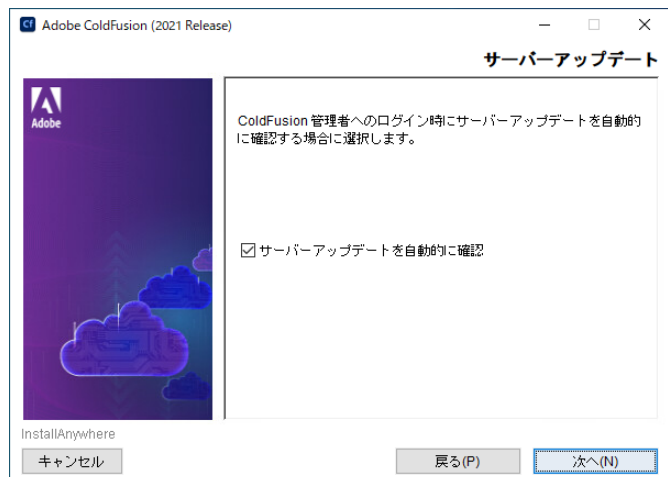 Adobe ColdFusion (2021 Release)
サーバーアップデート
Adobe
ColdFusion 管理者へのログイン時にサーバーアップデートを自動的
に確認する場合に選択します。
サーバーアップデートを自動的に確認
InstallAnywhere
キャンセル
戻る(P)
次へ(N)